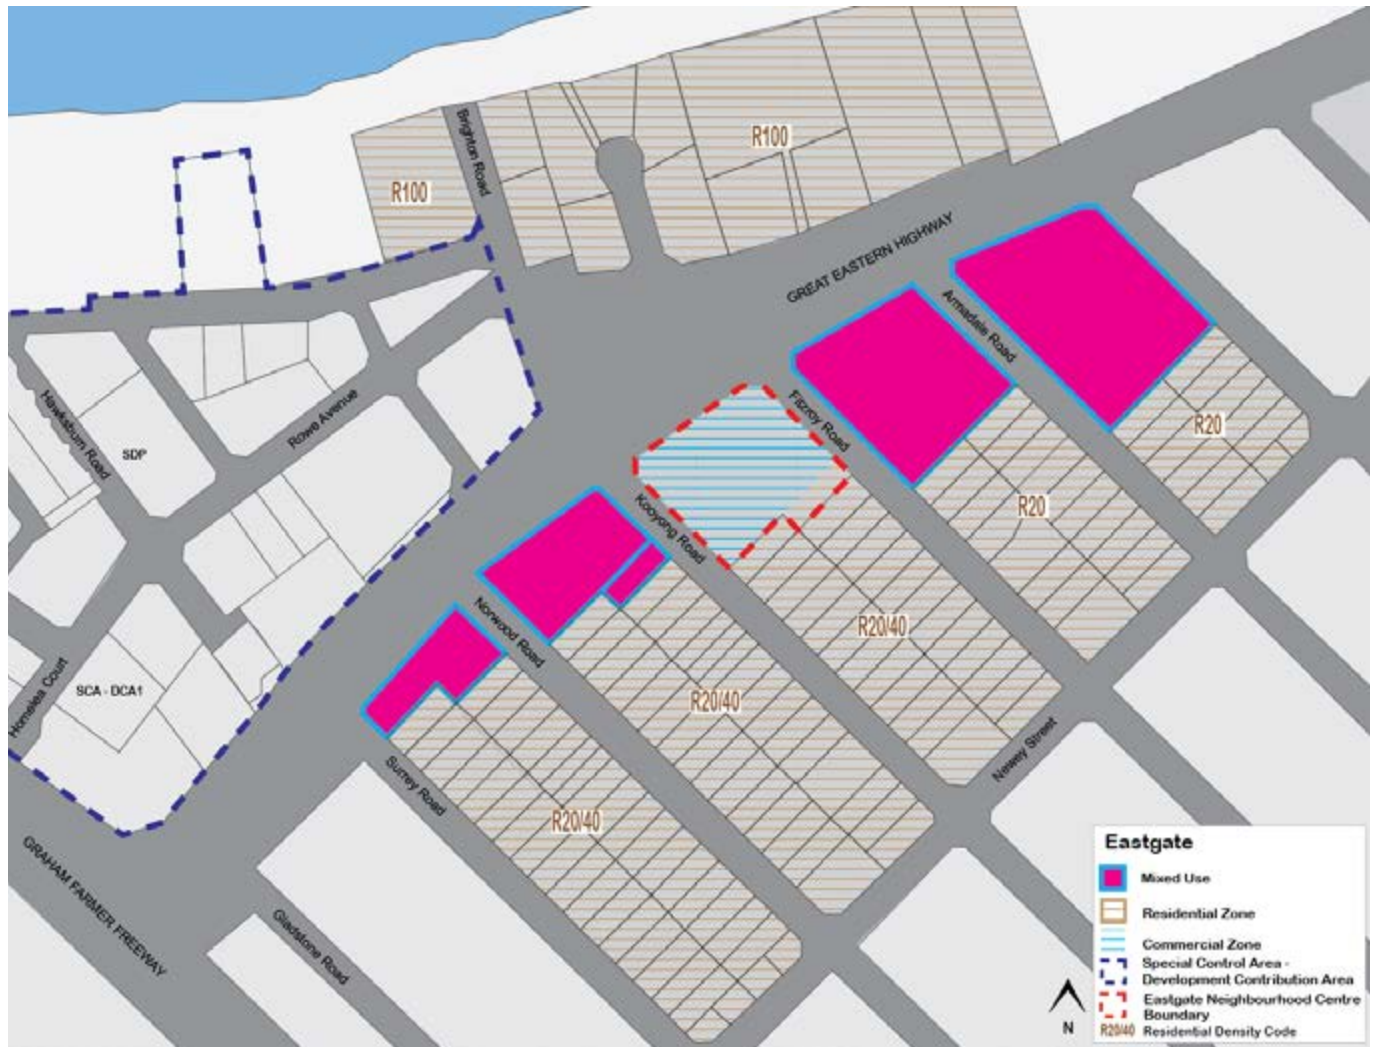 Brighton Road
R100
R100
GREAT EASTERN HIGHWAY
Armadale Road
Fitzroy Road
Hawksburn Road
SDP
Rowe Avenue
R20
R20
Kooyong Road
R20/40
Norwood Road
R20/40
Homelea Court
SCA - DCA1
Newey Street
Surrey Road
R20/40
GRAHAM FARMER FREEWAY
Gladstone Road
N
Eastgate
Mixed Use
Residential Zone
Commercial Zone
Special Control Area -
Development Contribution Area
Eastgate Neighbourhood Centre
Boundary
R20/40 Residential Density Code